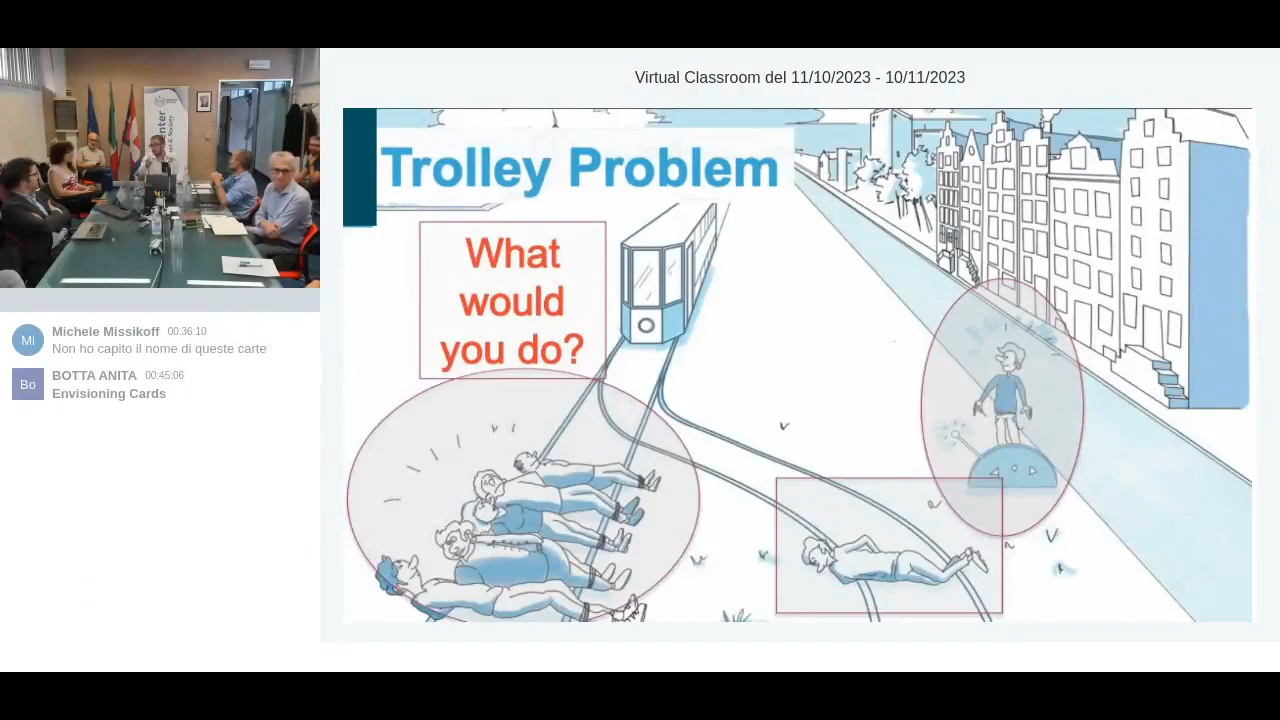 Virtual Classroom del 11/10/2023 - 10/11/2023
Trolley Problem
What
would
you do?
Mi
Michele Missikoff 00:36:10
Non ho capito il nome di queste carte
Bo
BOTTA ANITA 00:45:06
Envisioning Cards